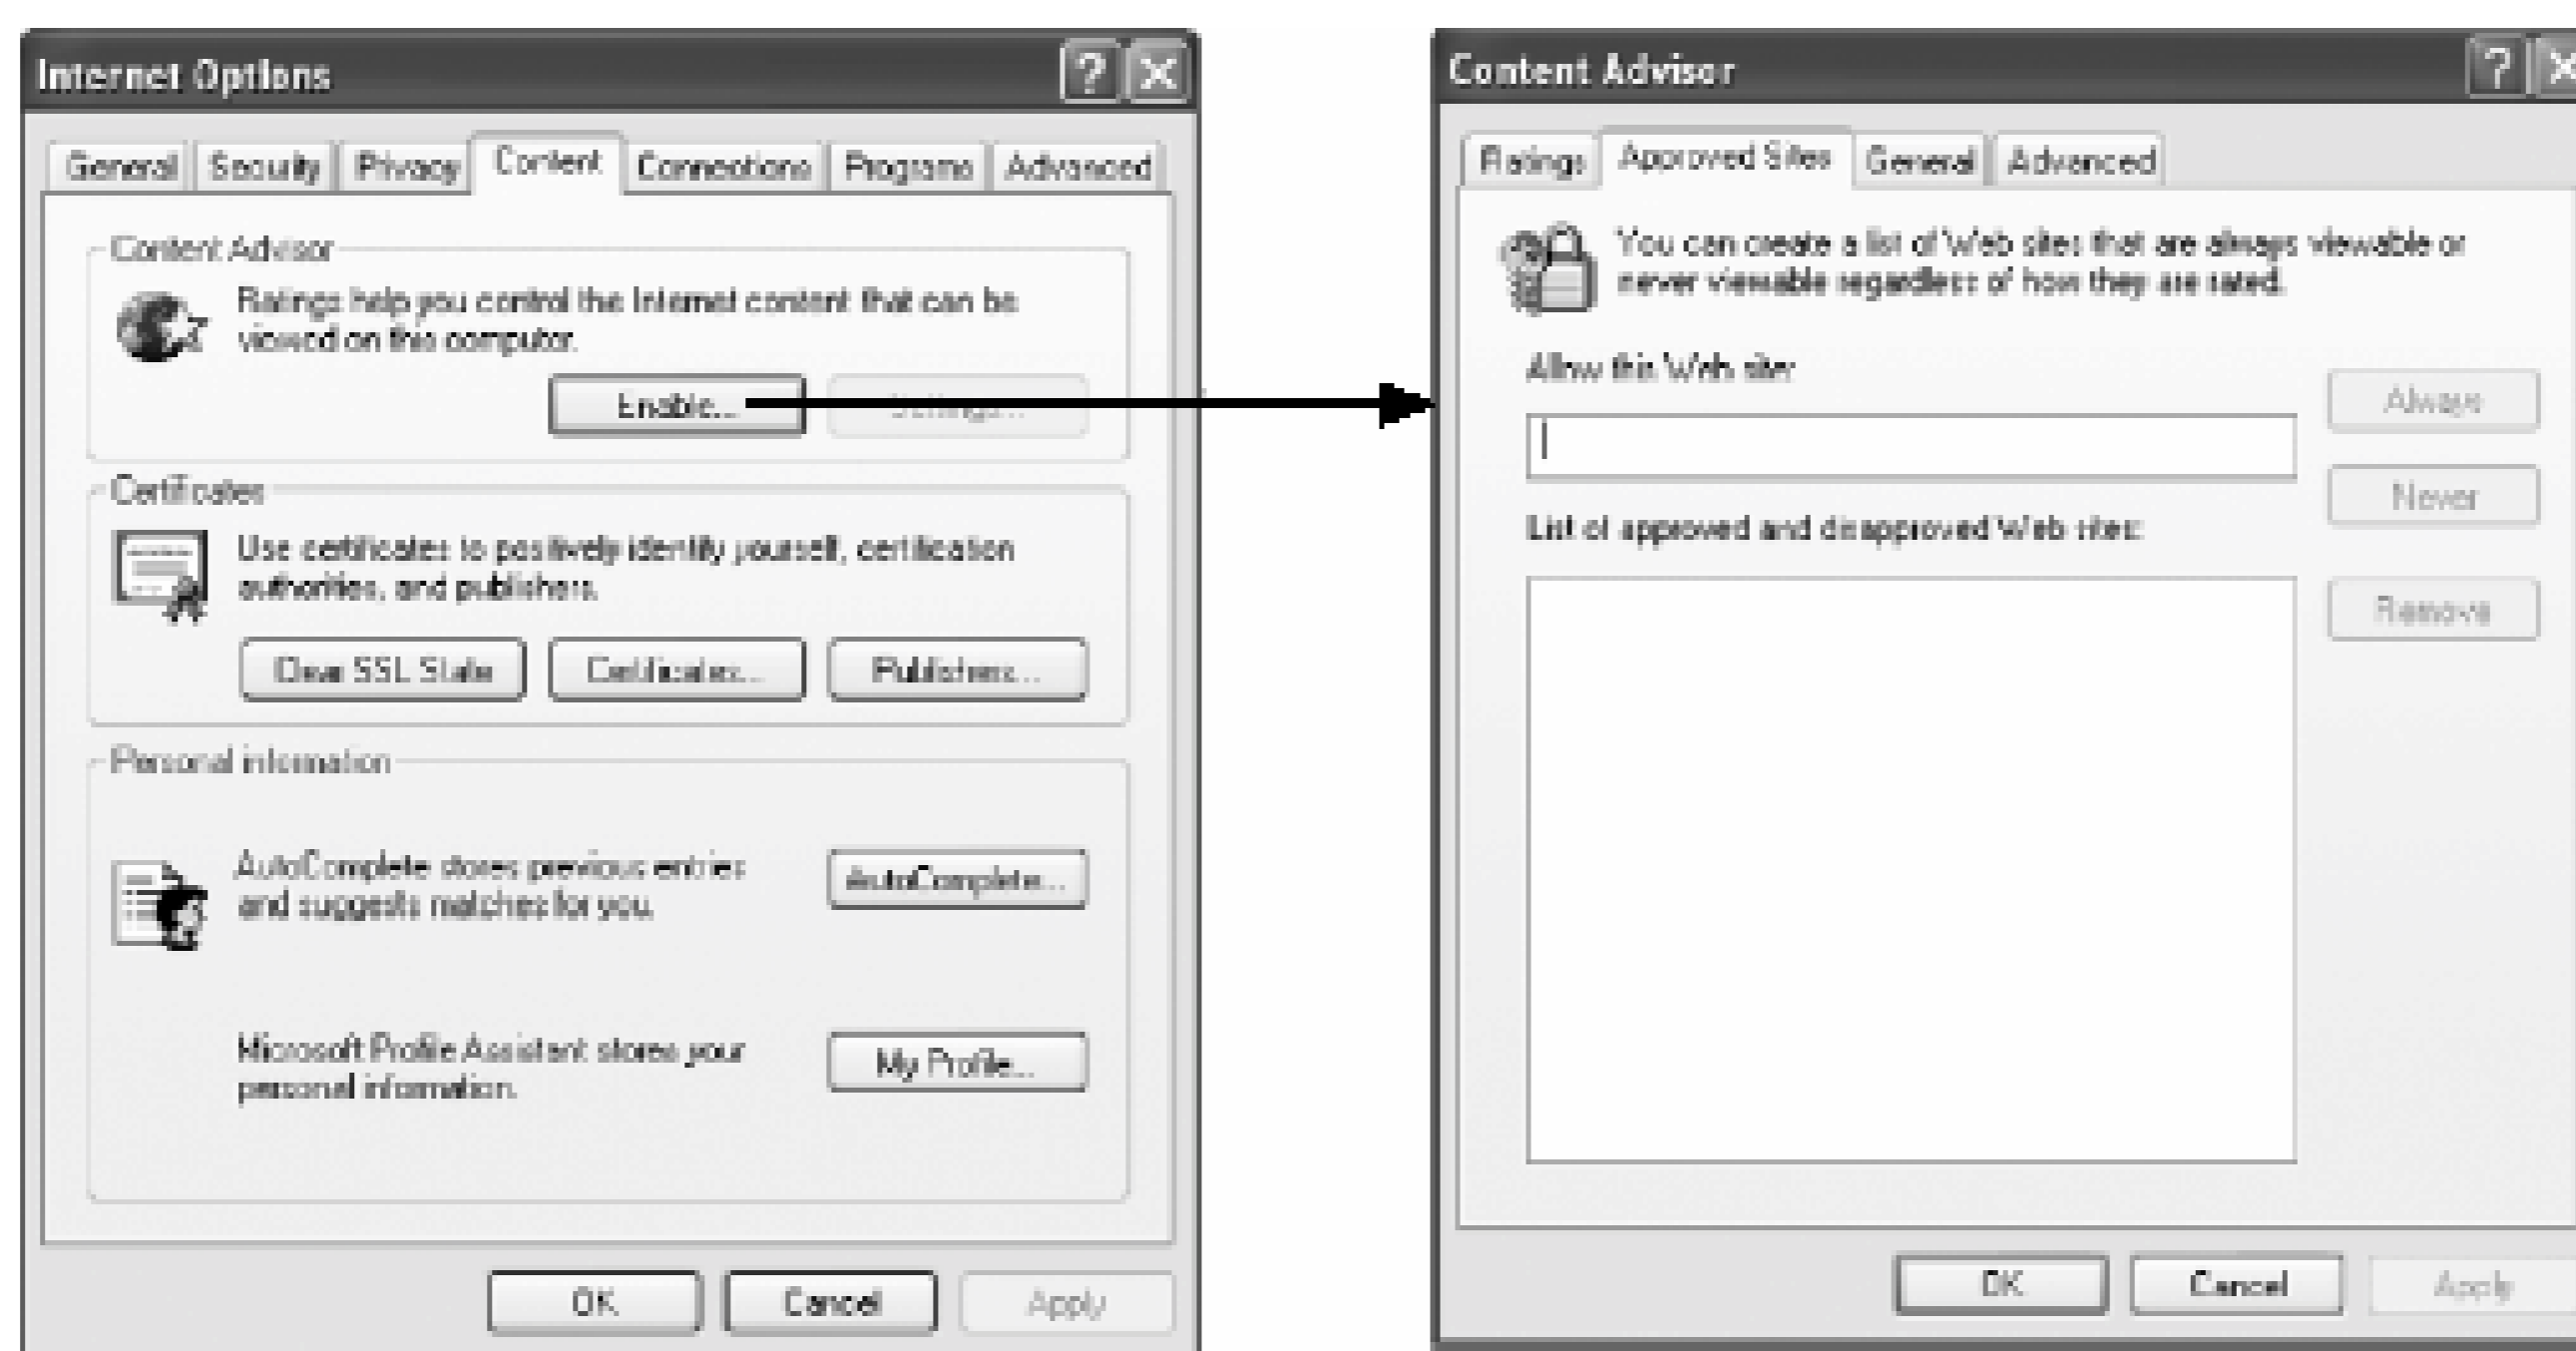 Internet Options
General Security Privacy Content Connections Programs Advanced
Content Advisor
Ratings help you control the Internet content that can be
viewed on this computer.
Enable... Settings...
Certificates
Use certificates to positively identify yourself, certification
authorities, and publishers.
Clear SSL State Certificates... Publishers...
Personal information
AutoComplete stores previous entries
and suggests matches for you.
AutoComplete...
Microsoft Profile Assistant stores your
personal information.
My Profile...
OK Cancel Apply
Content Advisor
Ratings Approved Sites General Advanced
You can create a list of Web sites that are always viewable or
never viewable regardless of how they are rated.
Allow this Web site:
Always
Never
List of approved and disapproved Web sites:
Remove
OK Cancel Apply